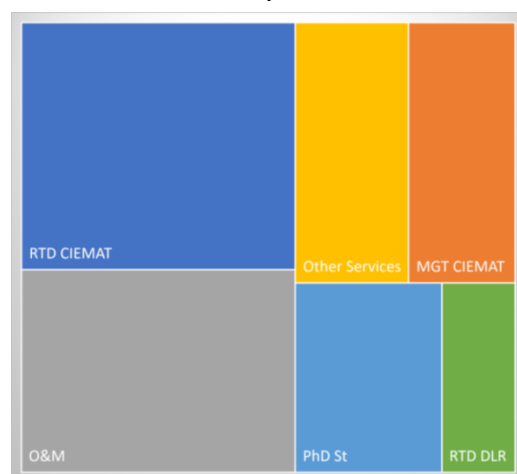 RTD CIEMAT
Other Services
MGT CIEMAT
O&M
PhD St
RTD DLR